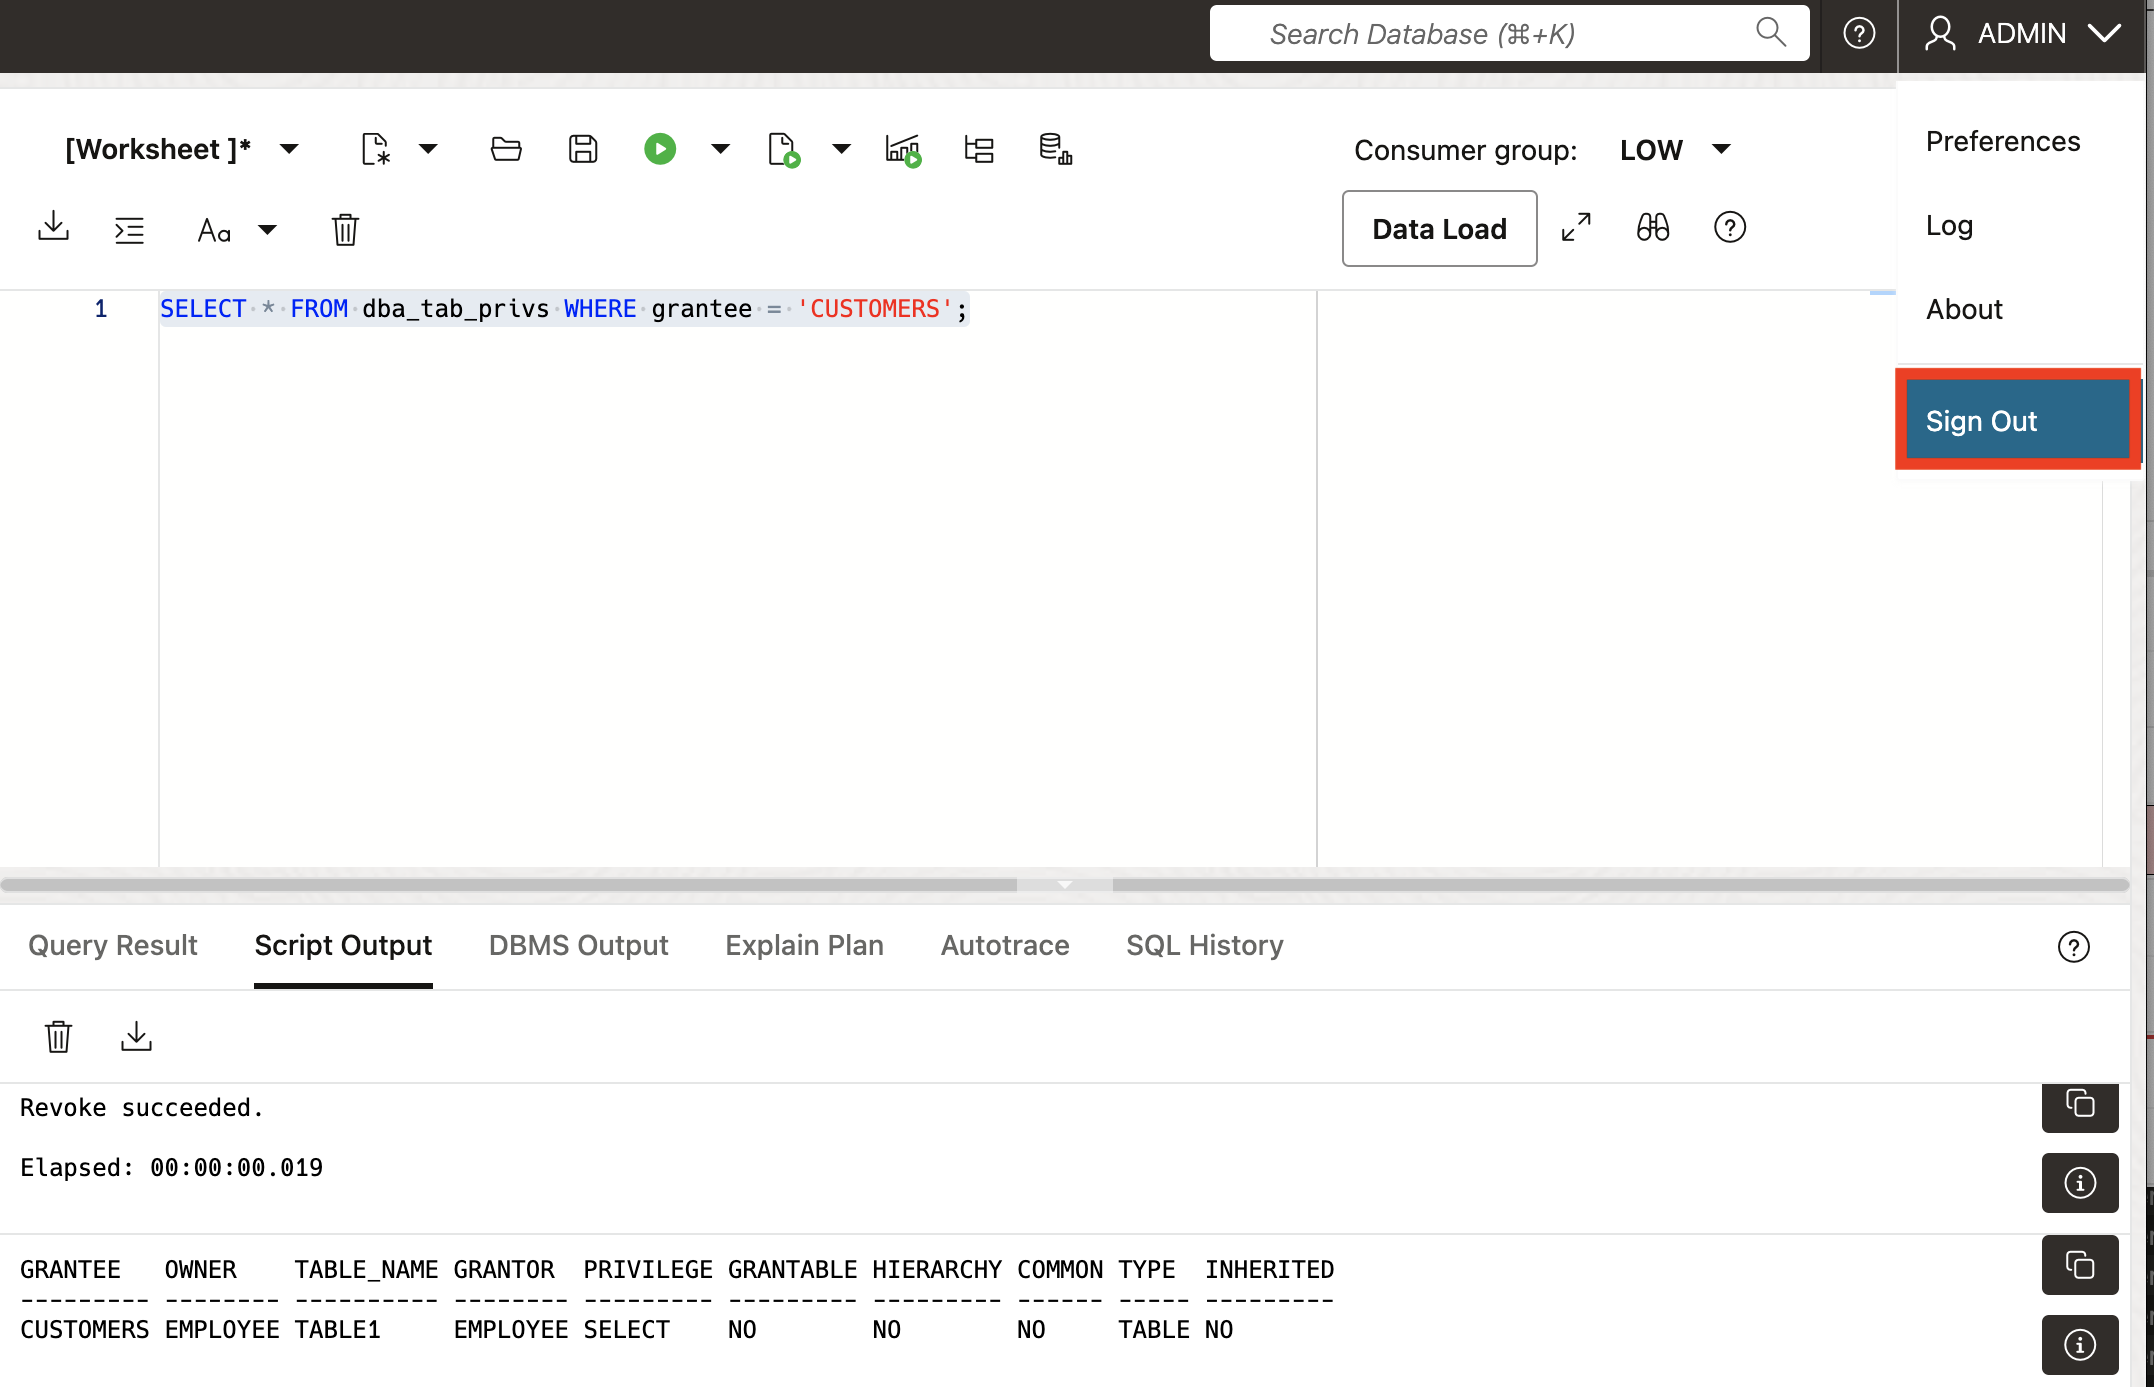 Search Database (⌘+K)
ADMIN
Preferences
Log
About
Sign Out
[Worksheet ]*
Consumer group: LOW
Aa
Data Load
1 SELECT * FROM dba_tab_privs WHERE grantee = 'CUSTOMERS';
Query Result Script Output DBMS Output Explain Plan Autotrace SQL History
Revoke succeeded.
Elapsed: 00:00:00.019
GRANTEE OWNER TABLE_NAME GRANTOR PRIVILEGE GRANTABLE HIERARCHY COMMON TYPE INHERITED
--------- -------- ---------- -------- --------- --------- --------- ------ ----- ---------
CUSTOMERS EMPLOYEE TABLE1 EMPLOYEE SELECT NO NO NO TABLE NO